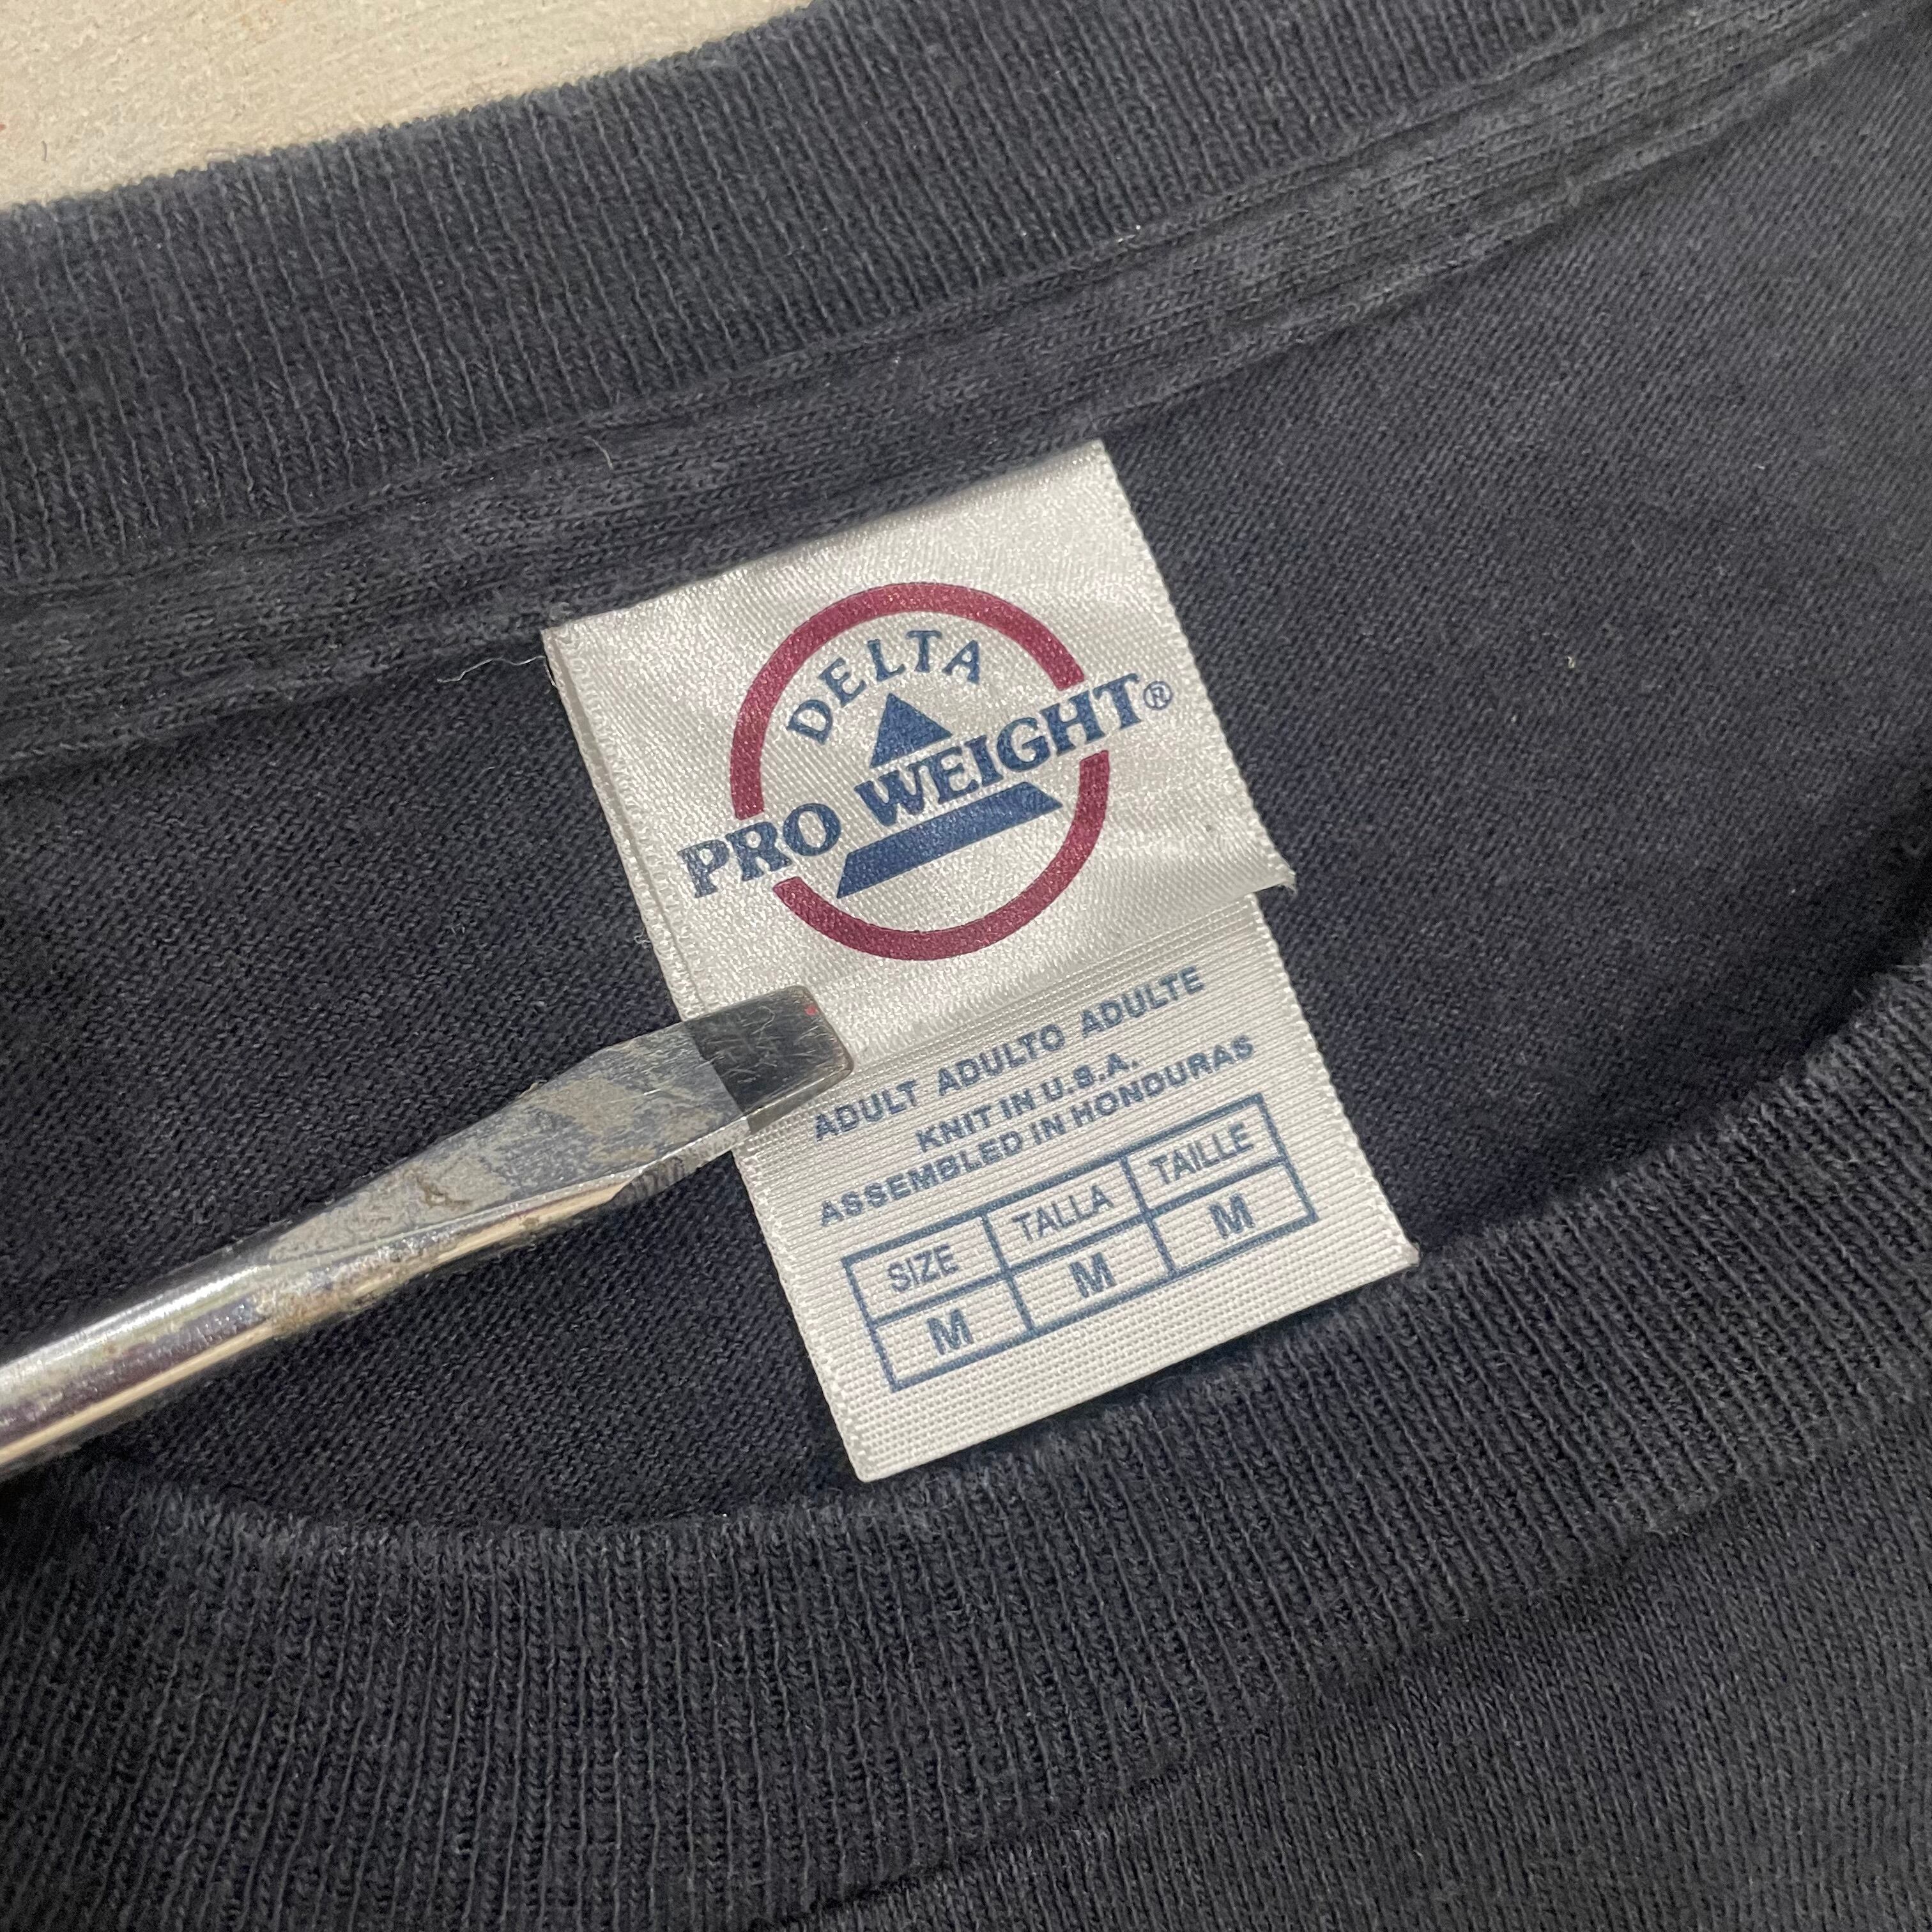 DELTA
PRO WEIGHT®
ADULT ADULTO ADULTE
KNIT IN U.S.A.
ASSEMBLED IN HONDURAS
SIZE TALLA TAILLE
M M M